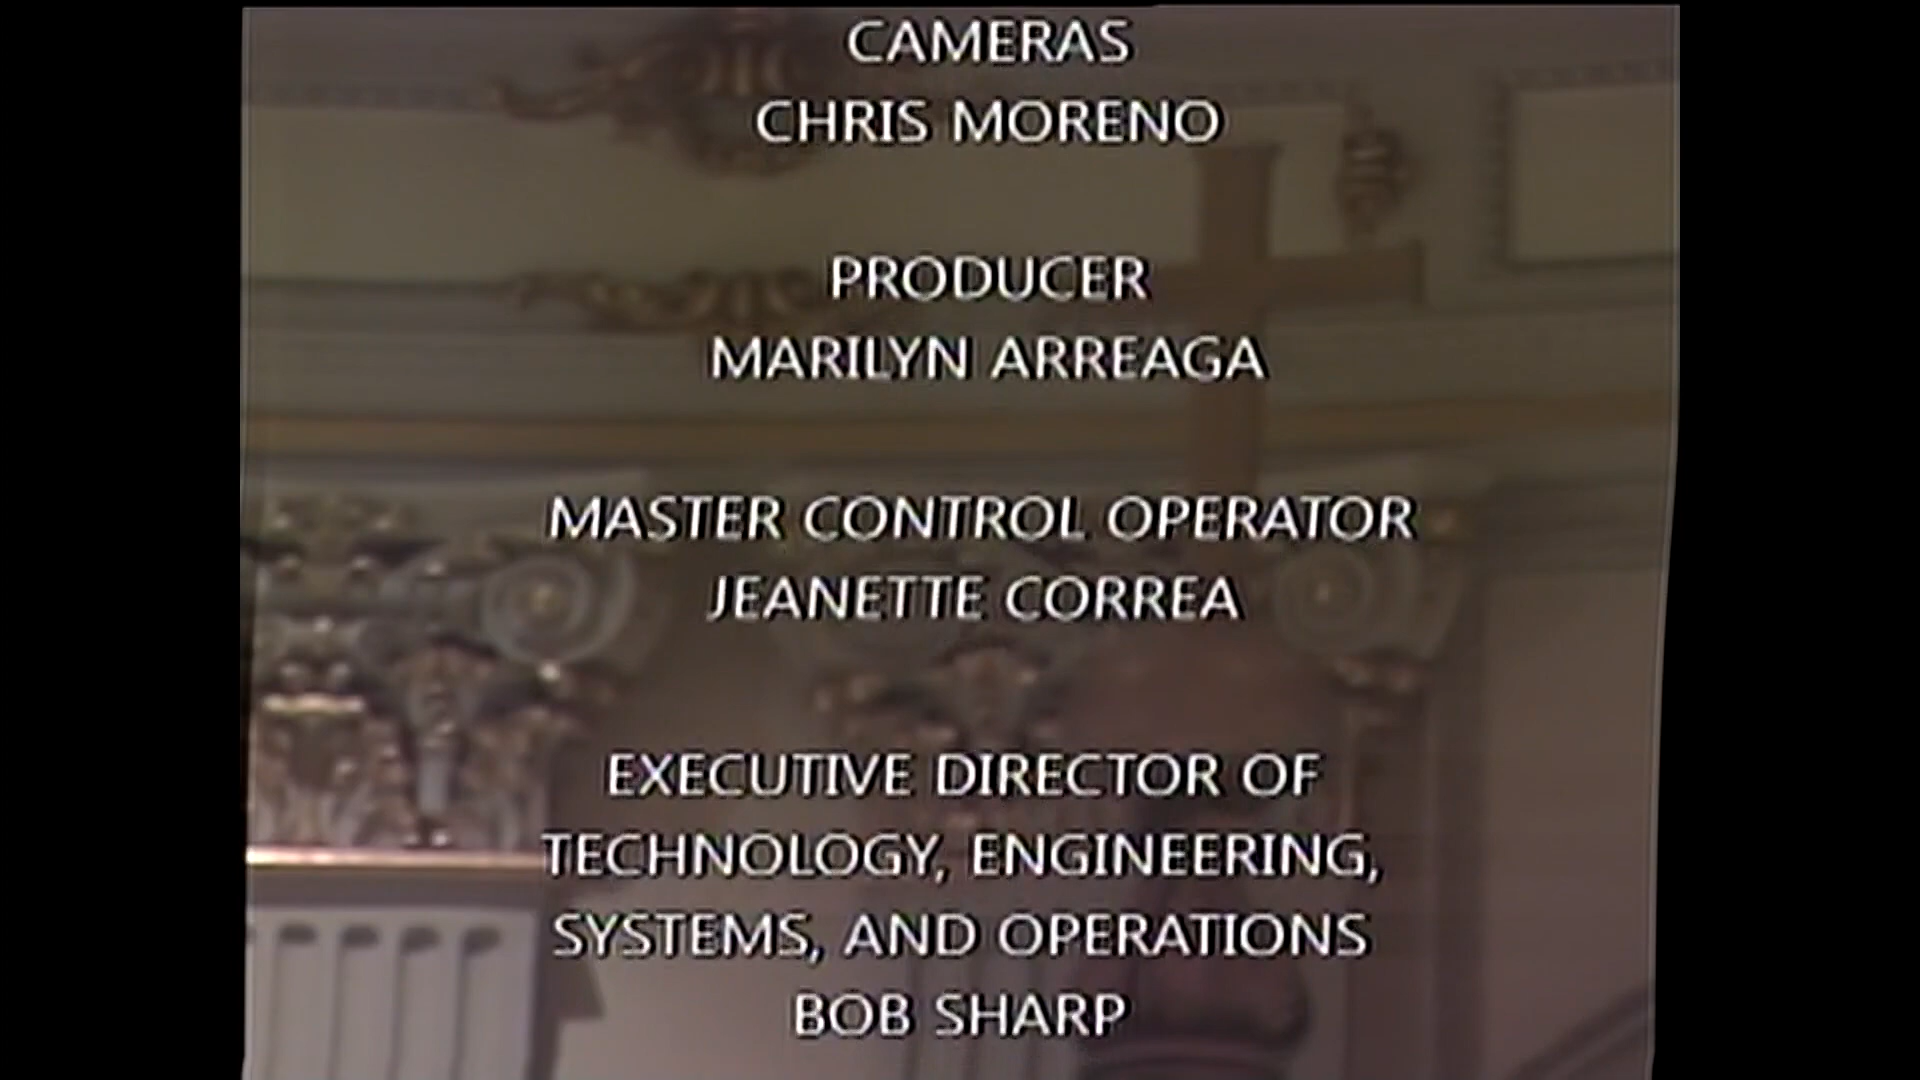 CAMERAS
CHRIS MORENO
PRODUCER
MARILYN ARREAGA
MASTER CONTROL OPERATOR
JEANETTE CORREA
EXECUTIVE DIRECTOR OF
TECHNOLOGY, ENGINEERING,
SYSTEMS, AND OPERATIONS
BOB SHARP